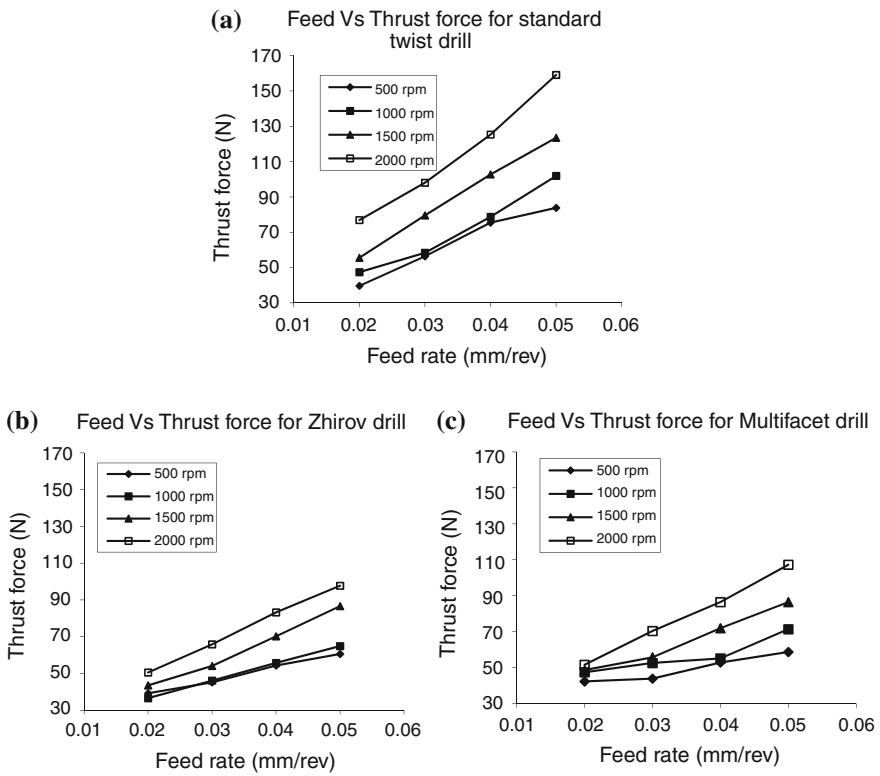 (a) Feed Vs Thrust force for standard
twist drill
170
150
130
110
90
70
50
30
Thrust force (N)
500 rpm
1000 rpm
1500 rpm
2000 rpm
0.01 0.02 0.03 0.04 0.05 0.06
Feed rate (mm/rev)
(b) Feed Vs Thrust force for Zhirov drill
170
150
130
110
90
70
50
30
Thrust force (N)
500 rpm
1000 rpm
1500 rpm
2000 rpm
0.01 0.02 0.03 0.04 0.05 0.06
Feed rate (mm/rev)
(c) Feed Vs Thrust force for Multifacet drill
170
150
130
110
90
70
50
30
Thrust force (N)
500 rpm
1000 rpm
1500 rpm
2000 rpm
0.01 0.02 0.03 0.04 0.05 0.06
Feed rate (mm/rev)